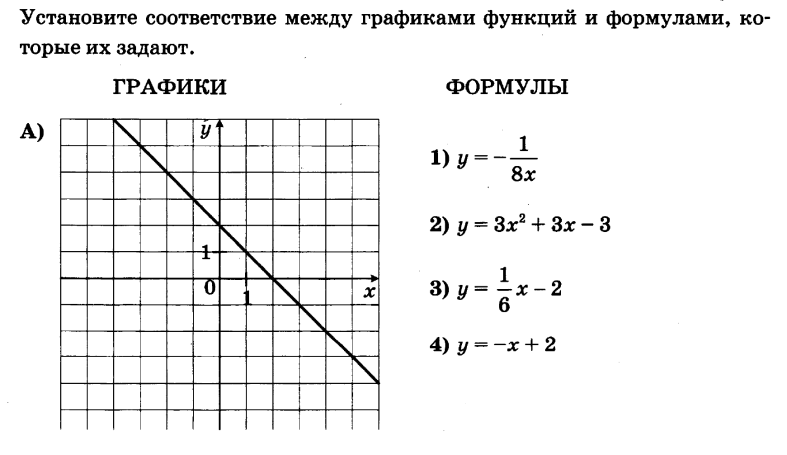 Установите соответствие между графиками функций и формулами, ко-
торые их задают.
ГРАФИКИ ФОРМУЛЫ
А)
y
1
0
1
x
1) y = -1/(8x)
2) y = 3x² + 3x - 3
3) y = 1/6 x - 2
4) y = -x + 2